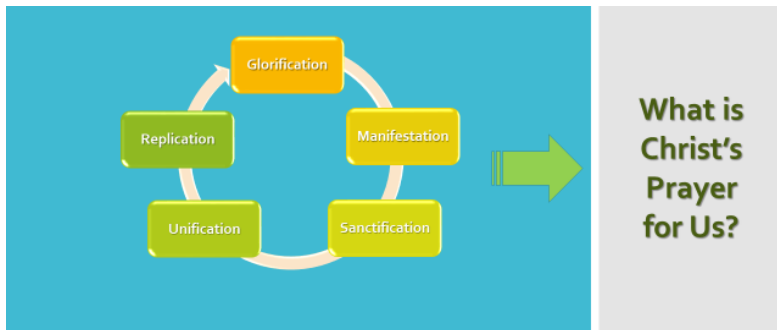 Glorification
Manifestation
Sanctification
Unification
Replication
What is
Christ's
Prayer
for Us?